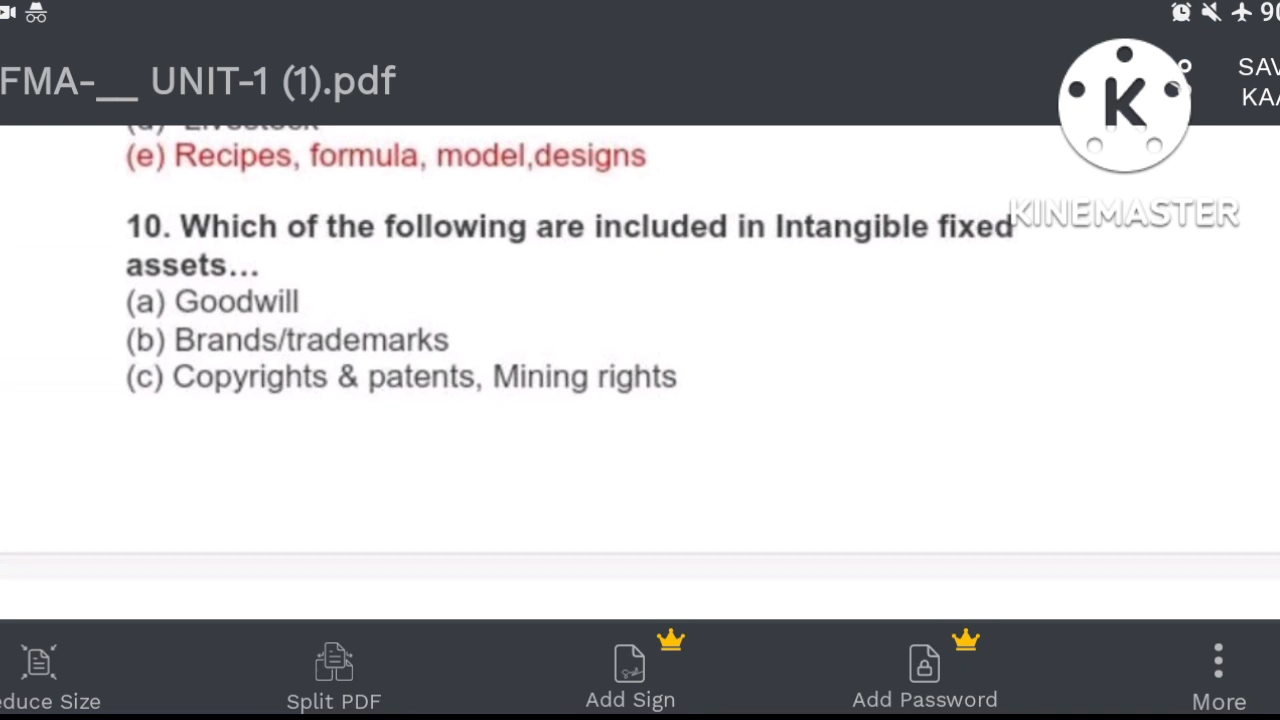 90
FMA-__ UNIT-1 (1).pdf
SAV
KAA
K
KINEMASTER
(d) Livestock
(e) Recipes, formula, model,designs
10. Which of the following are included in Intangible fixed
assets…
(a) Goodwill
(b) Brands/trademarks
(c) Copyrights & patents, Mining rights
educe Size
Split PDF
Add Sign
Add Password
More